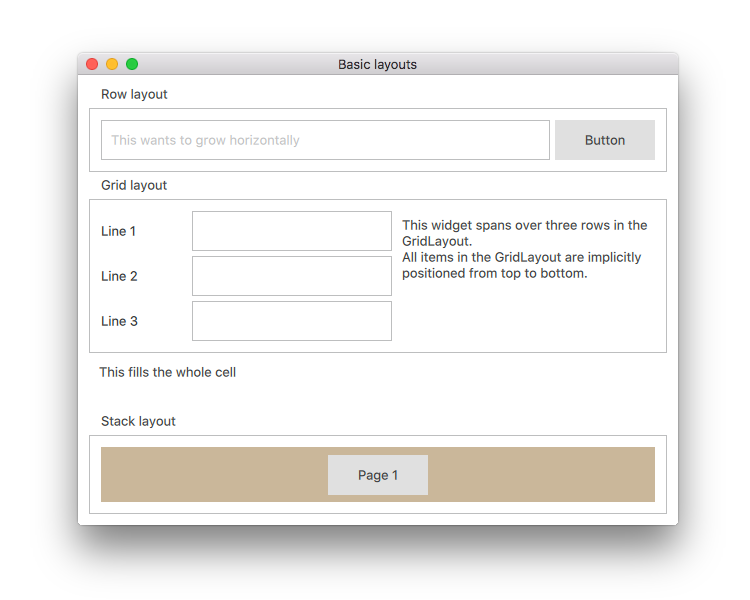 Basic layouts
Row layout
This wants to grow horizontally
Button
Grid layout
Line 1
This widget spans over three rows in the
GridLayout.
All items in the GridLayout are implicitly
positioned from top to bottom.
Line 2
Line 3
This fills the whole cell
Stack layout
Page 1